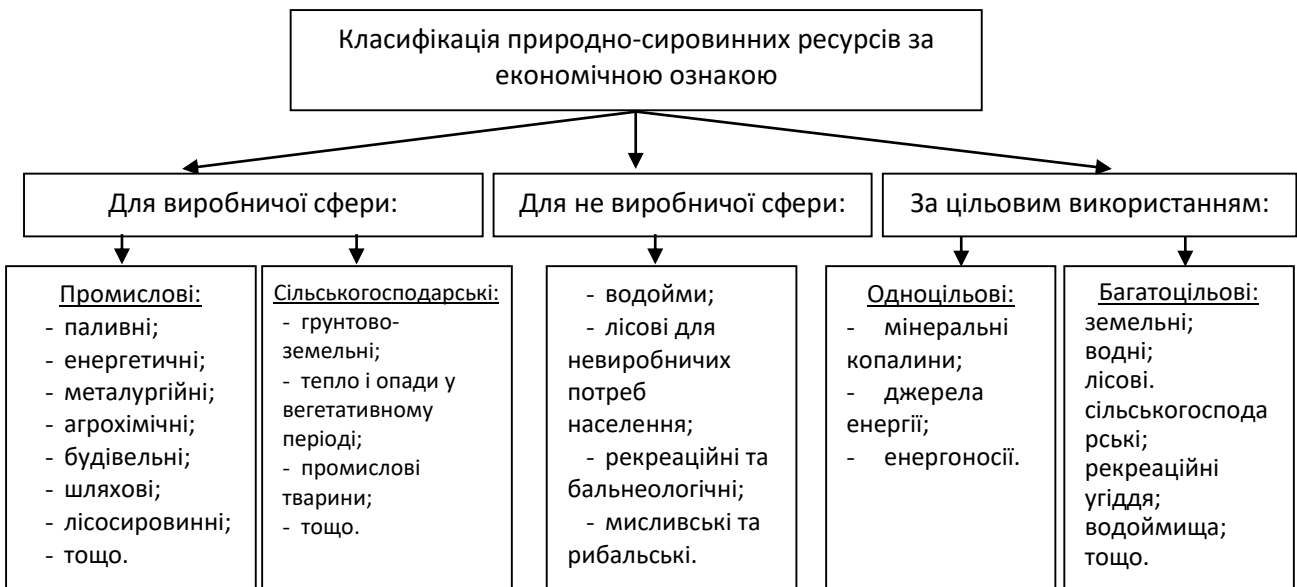 Класифікація природно-сировинних ресурсів за
економічною ознакою
Для виробничої сфери:
Для не виробничої сфери:
За цільовим використанням:
Промислові:
- паливні;
- енергетичні;
- металургійні;
- агрохімічні;
- будівельні;
- шляхові;
- лісосировинні;
- тощо.
Сільськогосподарські:
- грунтово-
земельні;
- тепло і опади у
вегетативному
періоді;
- промислові
тварини;
- тощо.
- водойми;
- лісові для
невиробничих
потреб
населення;
- рекреаційні та
бальнеологічні;
- мисливські та
рибальські.
Одноцільові:
- мінеральні
копалини;
- джерела
енергії;
- енергоносії.
Багатоцільові:
земельні;
водні;
лісові.
сільськогоспода
рські;
рекреаційні
угіддя;
водоймища;
тощо.